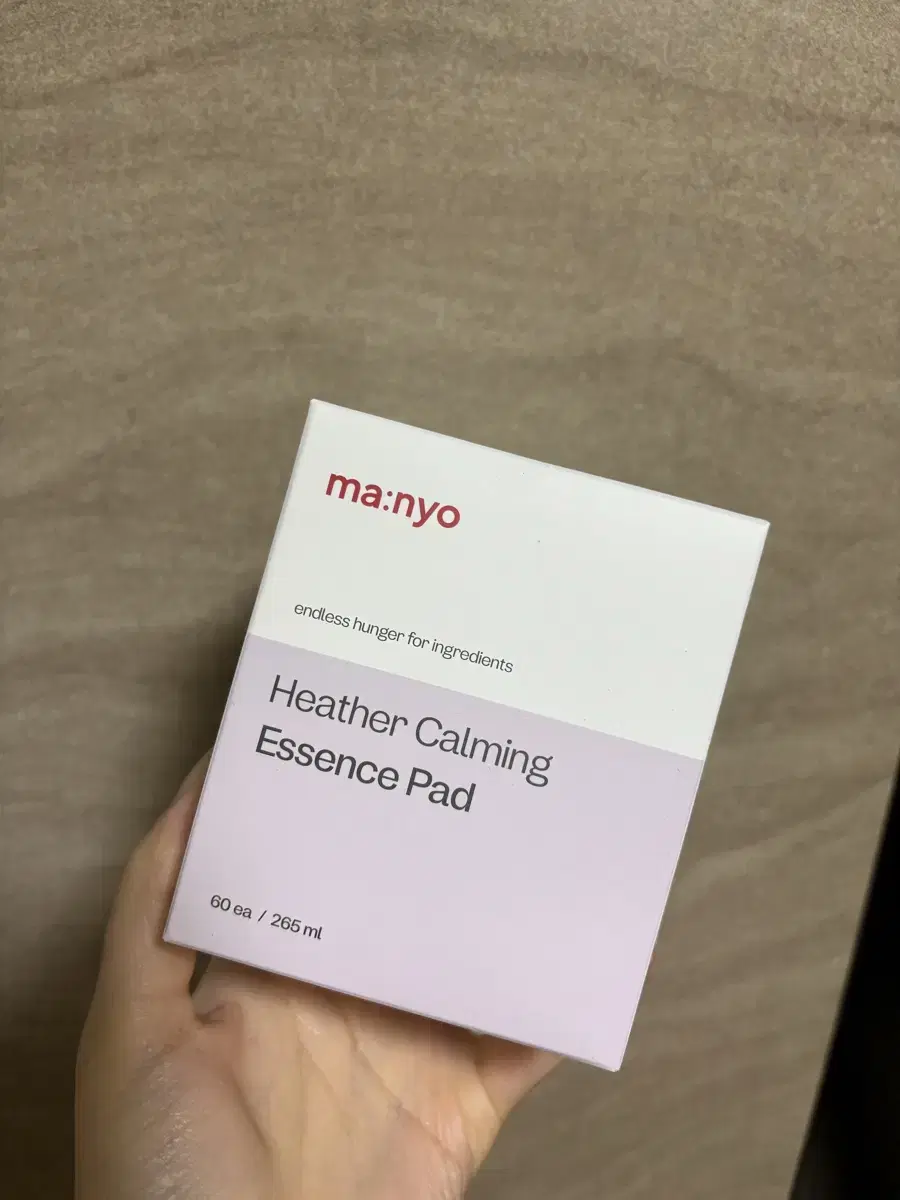 ma:nyo
endless hunger for ingredients
Heather Calming
Essence Pad
60 ea / 265 ml